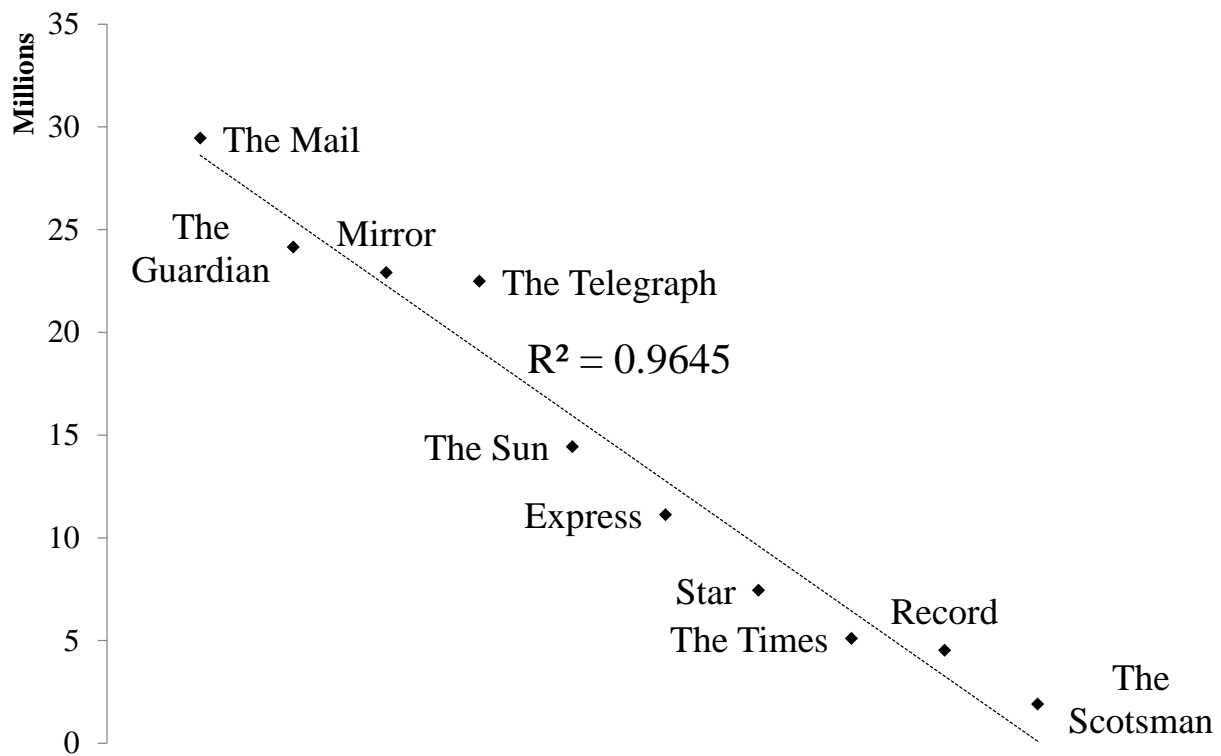 35
Millions
30
The Mail
25
The
Guardian
Mirror
The Telegraph
20
R² = 0.9645
15
The Sun
Express
10
Star
The Times
Record
5
The
Scotsman
0